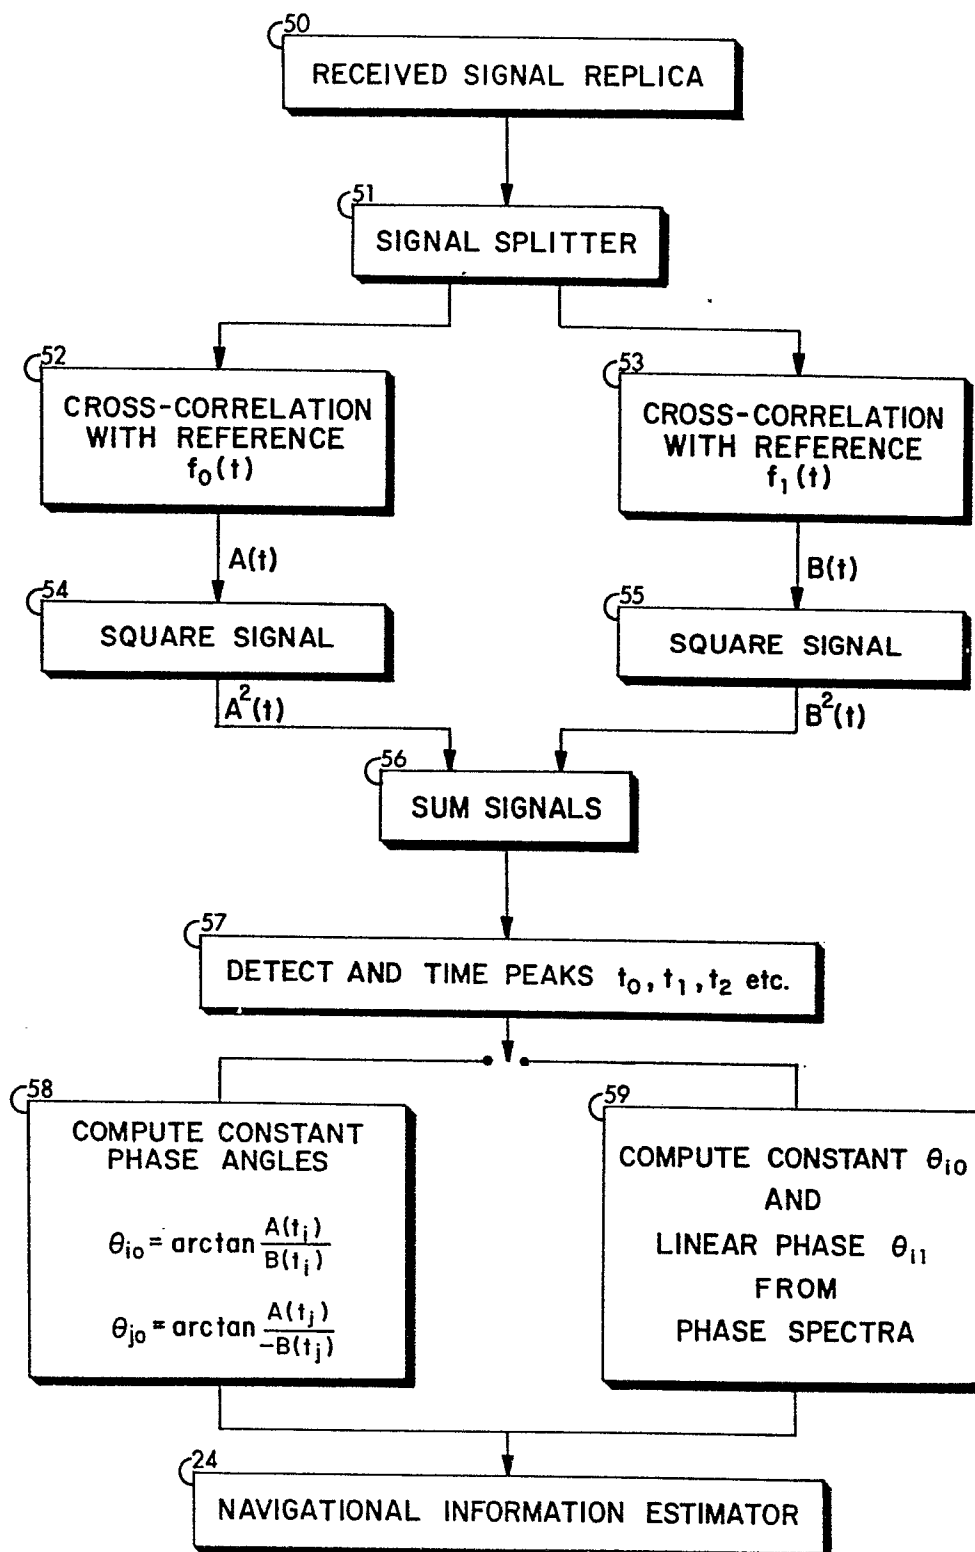 50
RECEIVED SIGNAL REPLICA
51
SIGNAL SPLITTER
52
CROSS-CORRELATION
WITH REFERENCE
f₀(t)
53
CROSS-CORRELATION
WITH REFERENCE
f₁(t)
A(t)
B(t)
54
SQUARE SIGNAL
55
SQUARE SIGNAL
A²(t)
B²(t)
56
SUM SIGNALS
57
DETECT AND TIME PEAKS t₀, t₁, t₂ etc.
58
COMPUTE CONSTANT
PHASE ANGLES
θᵢₒ = arctan A(tᵢ)/B(tᵢ)
θⱼₒ = arctan A(tⱼ)/-B(tⱼ)
59
COMPUTE CONSTANT θᵢₒ
AND
LINEAR PHASE θᵢ₁
FROM
PHASE SPECTRA
24
NAVIGATIONAL INFORMATION ESTIMATOR